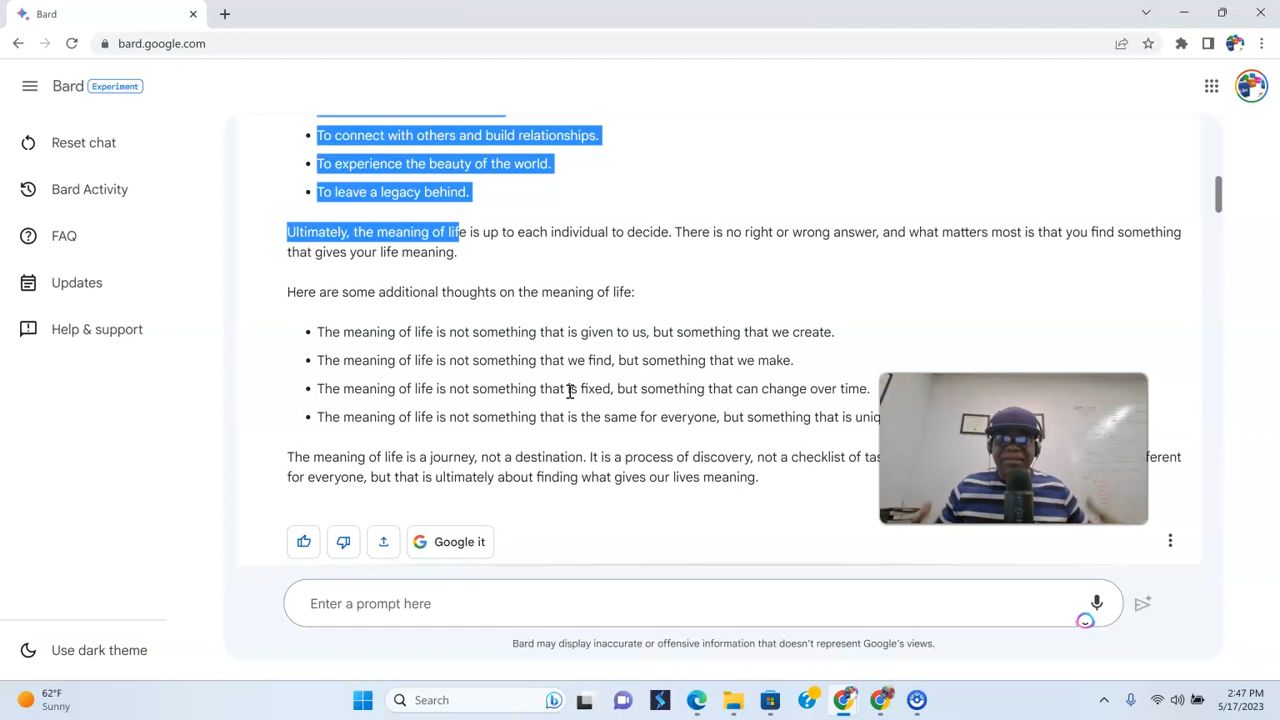 Bard
bard.google.com
Bard Experiment
Reset chat
Bard Activity
FAQ
Updates
Help & support
Use dark theme
• To connect with others and build relationships.
• To experience the beauty of the world.
• To leave a legacy behind.
Ultimately, the meaning of life is up to each individual to decide. There is no right or wrong answer, and what matters most is that you find something
that gives your life meaning.
Here are some additional thoughts on the meaning of life:
• The meaning of life is not something that is given to us, but something that we create.
• The meaning of life is not something that we find, but something that we make.
• The meaning of life is not something that is fixed, but something that can change over time.
• The meaning of life is not something that is the same for everyone, but something that is
The meaning of life is a journey, not a destination. It is a process of discovery, not a checklist of
for everyone, but that is ultimately about finding what gives our lives meaning.
Google it
Enter a prompt here
Bard may display inaccurate or offensive information that doesn't represent Google's views.
62°F
Sunny
Search
2:47 PM
5/17/2023